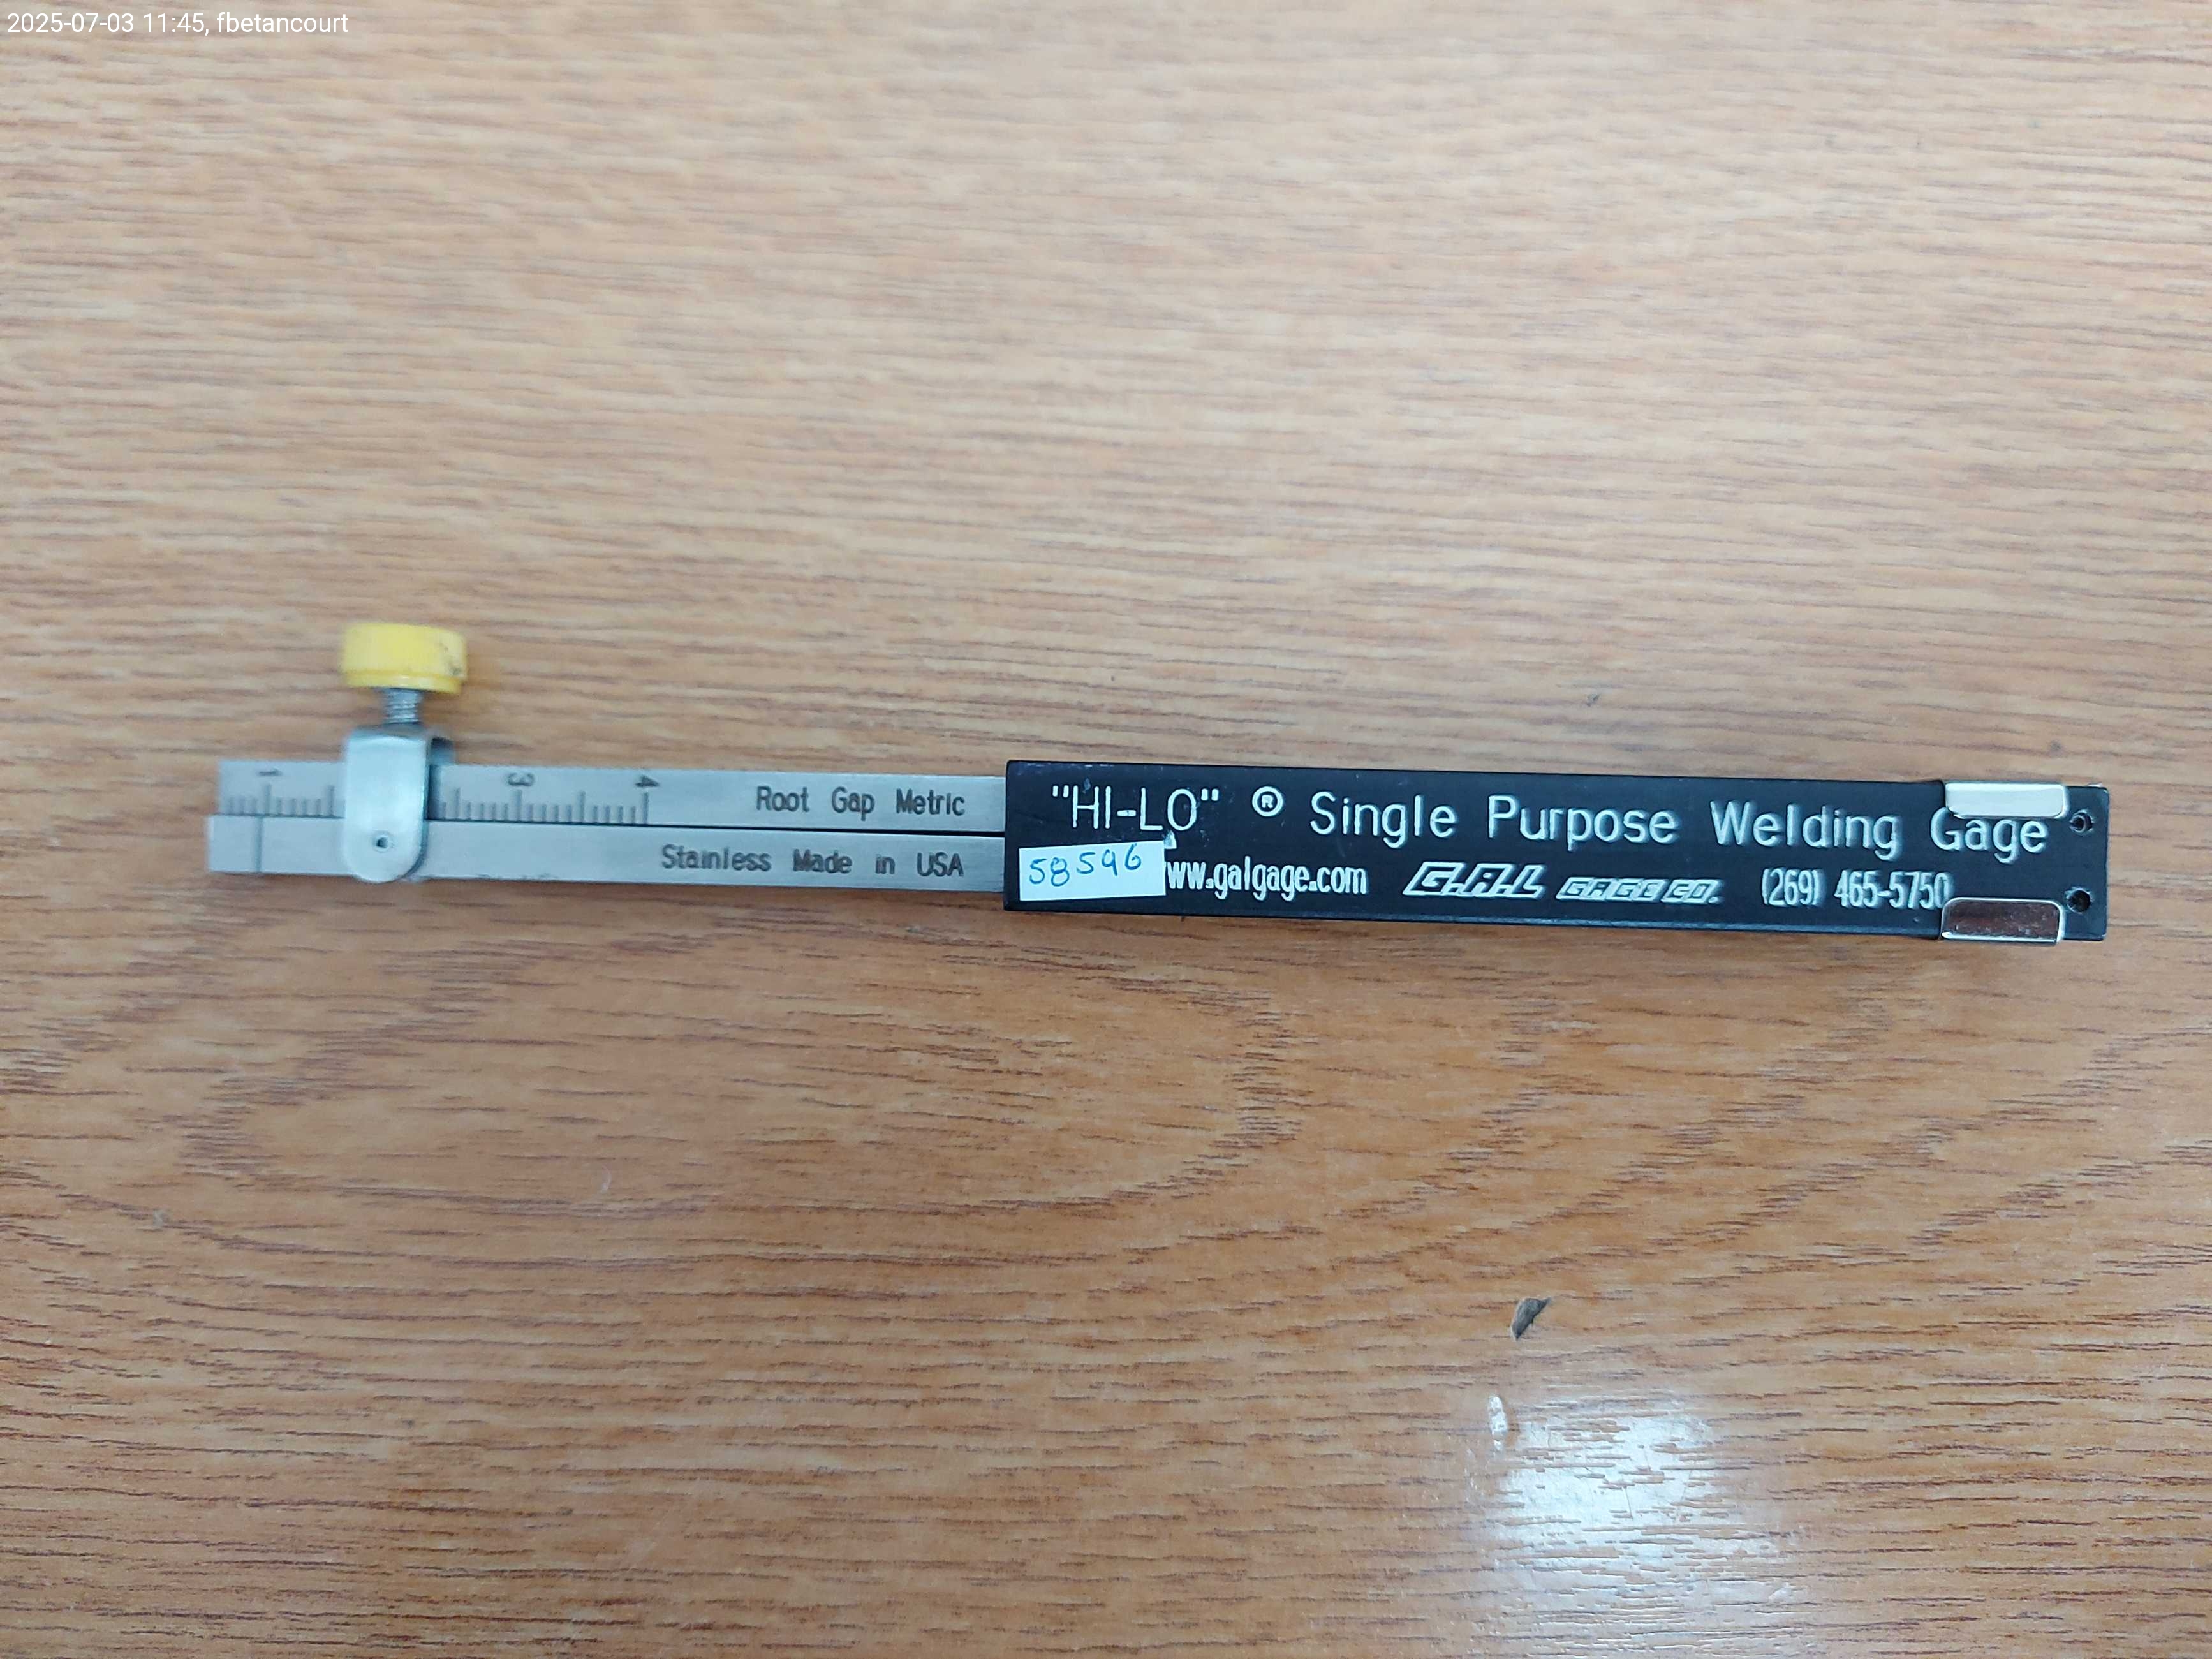 2025-07-03 11:45, fbetancourt
1 3 4
Root Gap Metric
Stainless Made in USA
"HI-LO" ® Single Purpose Welding Gage
58596
ww.galgage.com G.A.L GAGE CO. (269) 465-5750